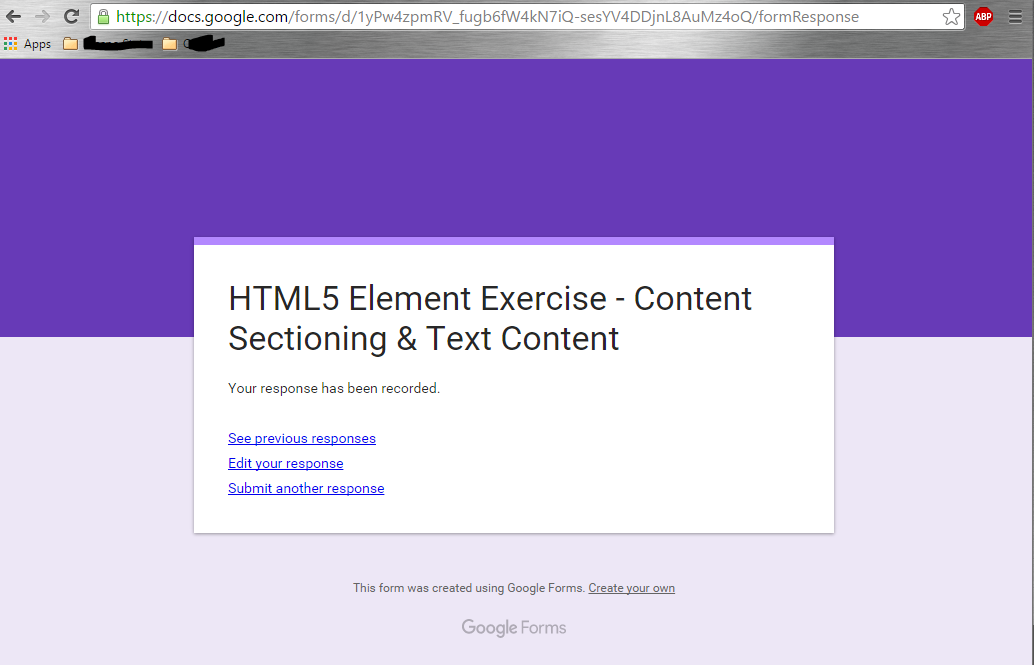 https://docs.google.com/forms/d/1yPw4zpmRV_fugb6fW4kN7iQ-sesYV4DDjnL8AuMz4oQ/formResponse
ABP
Apps
HTML5 Element Exercise - Content
Sectioning & Text Content
Your response has been recorded.
See previous responses
Edit your response
Submit another response
This form was created using Google Forms. Create your own
Google Forms